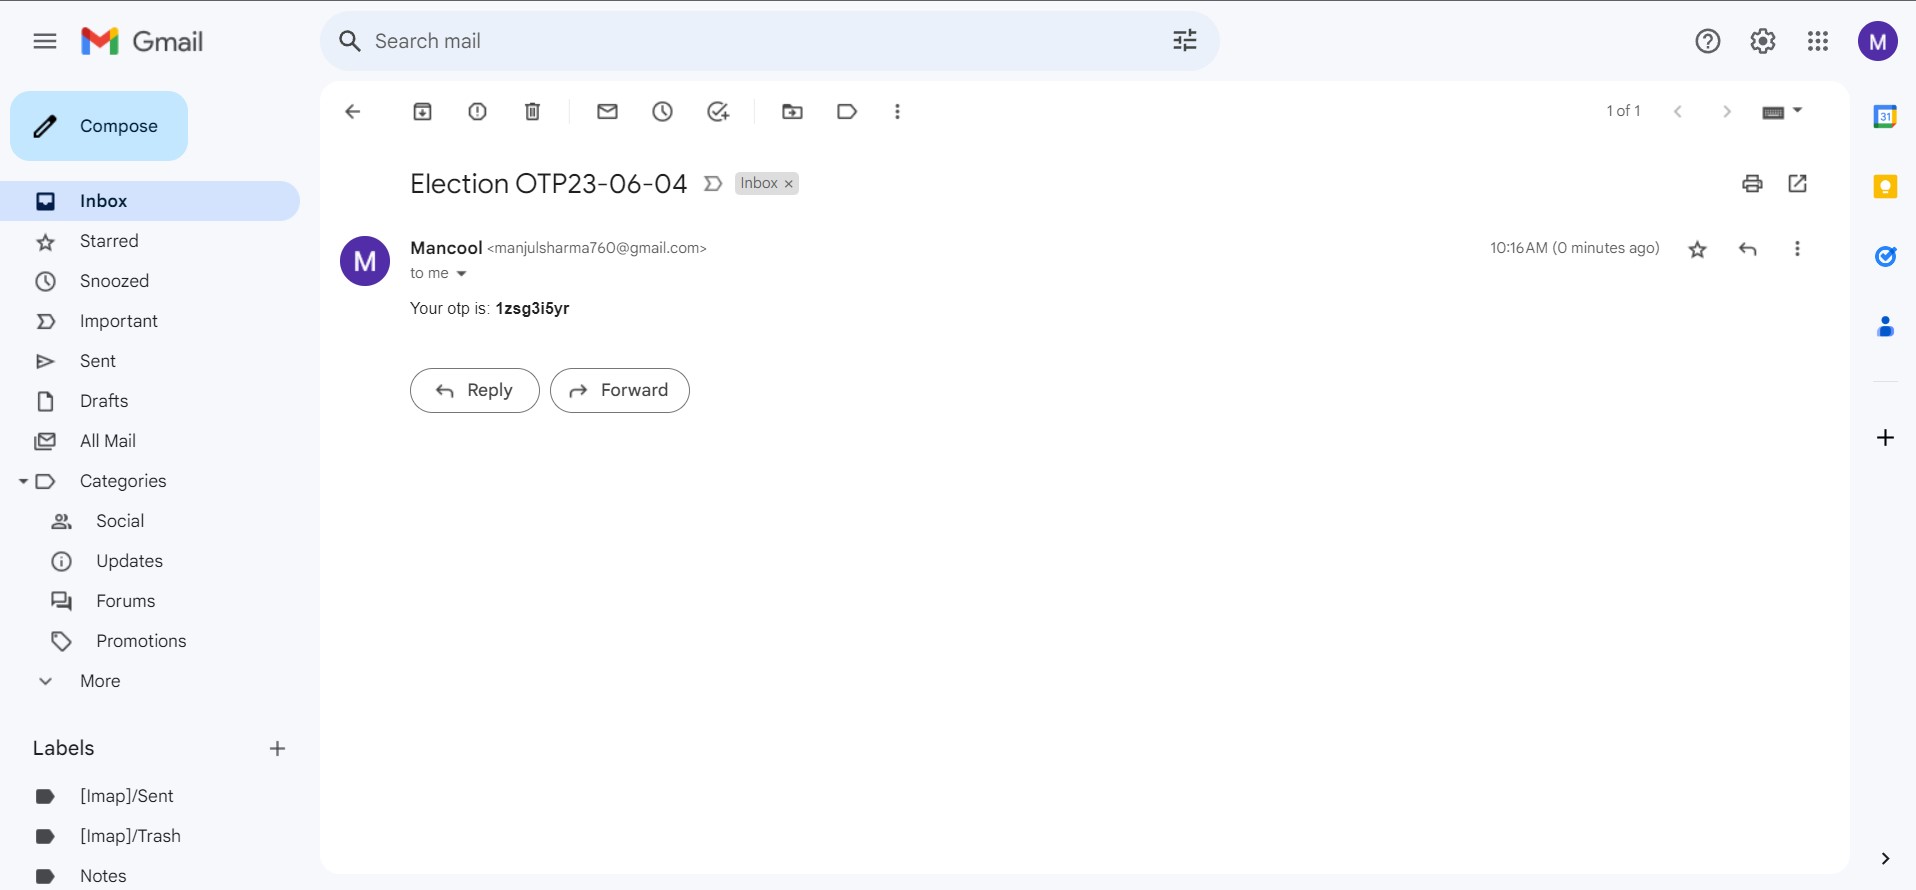 Gmail
Search mail
M
Compose
1 of 1
31
Inbox
Starred
Snoozed
Important
Sent
Drafts
All Mail
Categories
Social
Updates
Forums
Promotions
More
Labels
[Imap]/Sent
[Imap]/Trash
Notes
Election OTP23-06-04 Inbox ×
M
Mancool <manjulsharma760@gmail.com> 10:16 AM (0 minutes ago)
to me
Your otp is: 1zsg3i5yr
Reply Forward